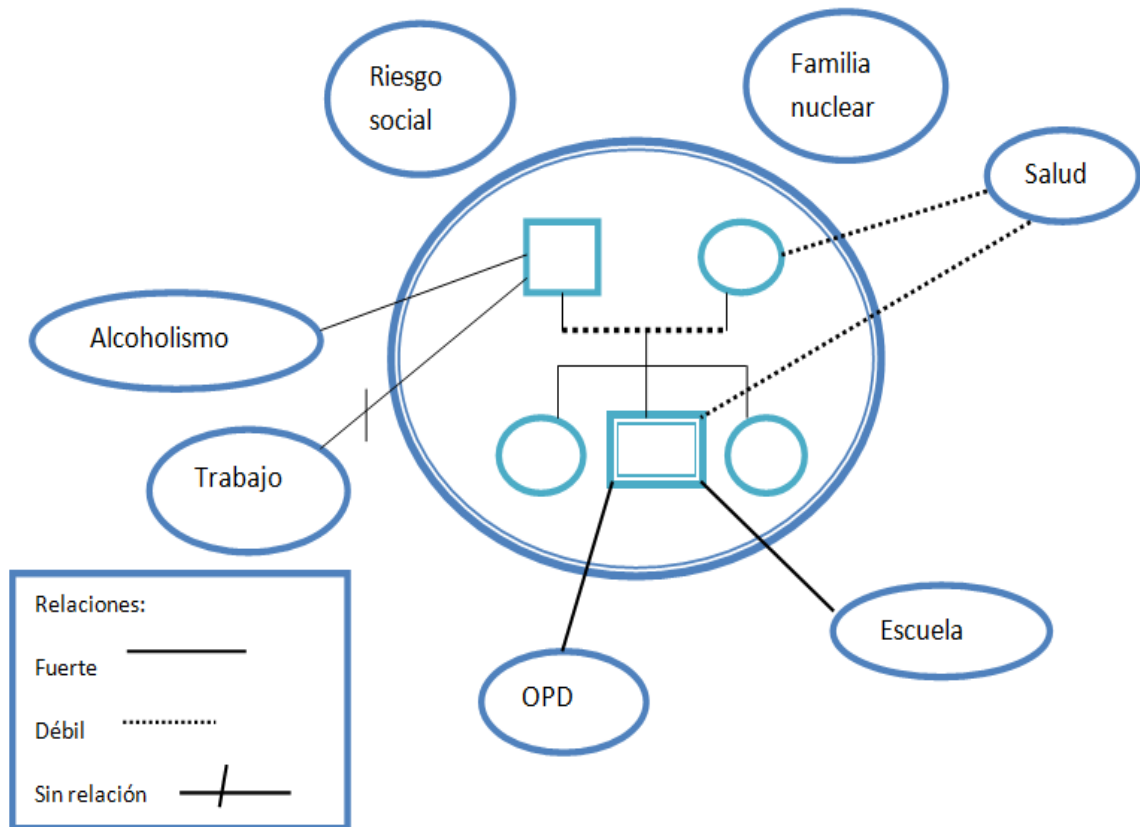 Riesgo
social
Familia
nuclear
Salud
Alcoholismo
Trabajo
Relaciones:
Fuerte
Débil
Sin relación
OPD
Escuela